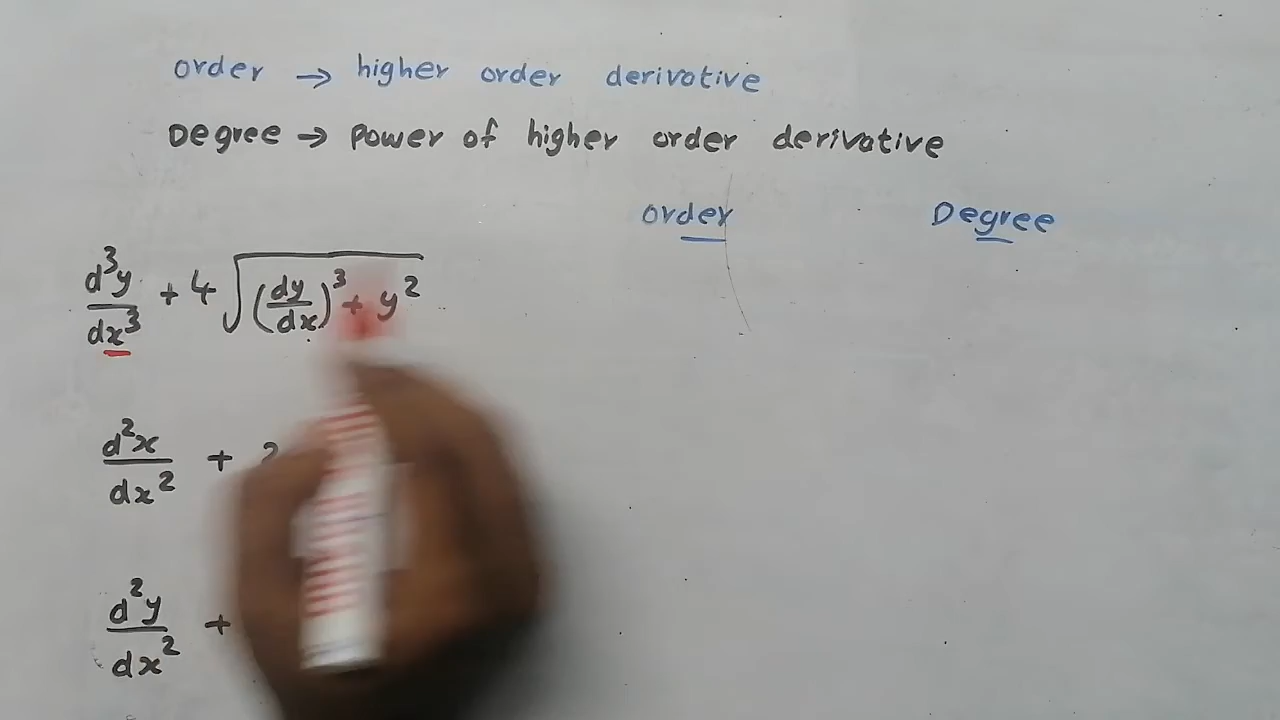 order → higher order derivative
Degree → power of higher order derivative
order Degree
d³y/dx³ + 4√((dy/dx)³ + y²)
d²x/dx² + 2
d²y/dx² +